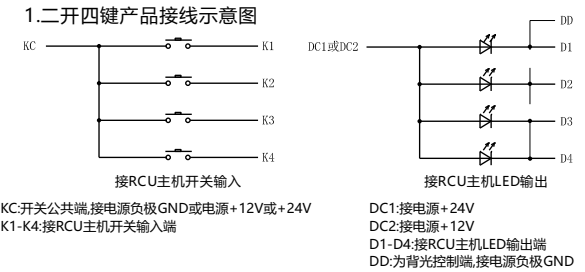 1.二开四键产品接线示意图
KC
K1
K2
K3
K4
接RCU主机开关输入
KC:开关公共端,接电源负极GND或电源+12V或+24V
K1-K4:接RCU主机开关输入端
DD
DC1或DC2
D1
D2
D3
D4
接RCU主机LED输出
DC1:接电源+24V
DC2:接电源+12V
D1-D4:接RCU主机LED输出端
DD:为背光控制端,接电源负极GND